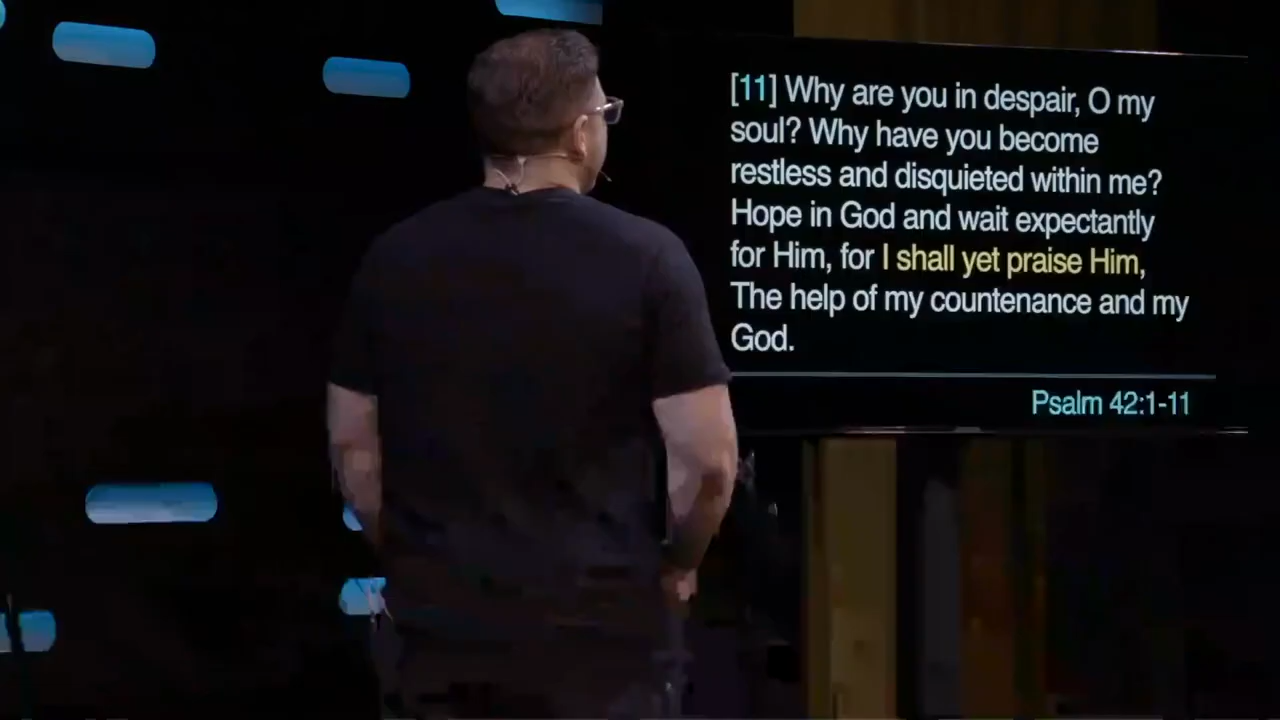 [11] Why are you in despair, O my
soul? Why have you become
restless and disquieted within me?
Hope in God and wait expectantly
for Him, for I shall yet praise Him,
The help of my countenance and my
God.
Psalm 42:1-11